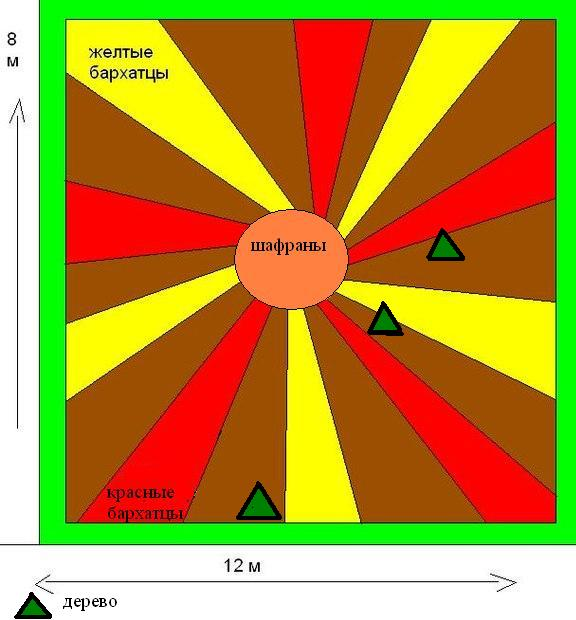 8
м
желтые
бархатцы
шафраны
красные
бархатцы
12 м
дерево